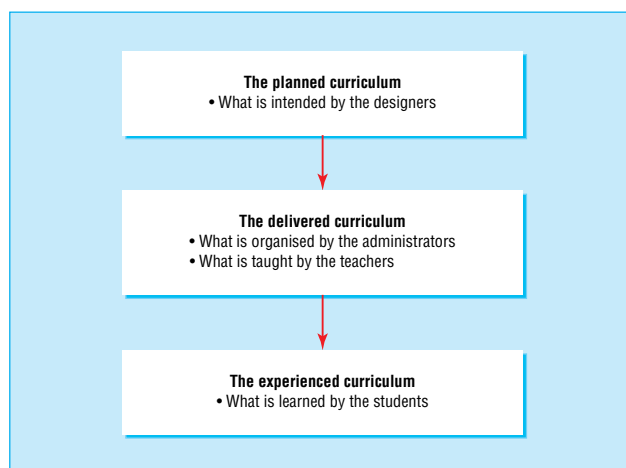 The planned curriculum
• What is intended by the designers
The delivered curriculum
• What is organised by the administrators
• What is taught by the teachers
The experienced curriculum
• What is learned by the students